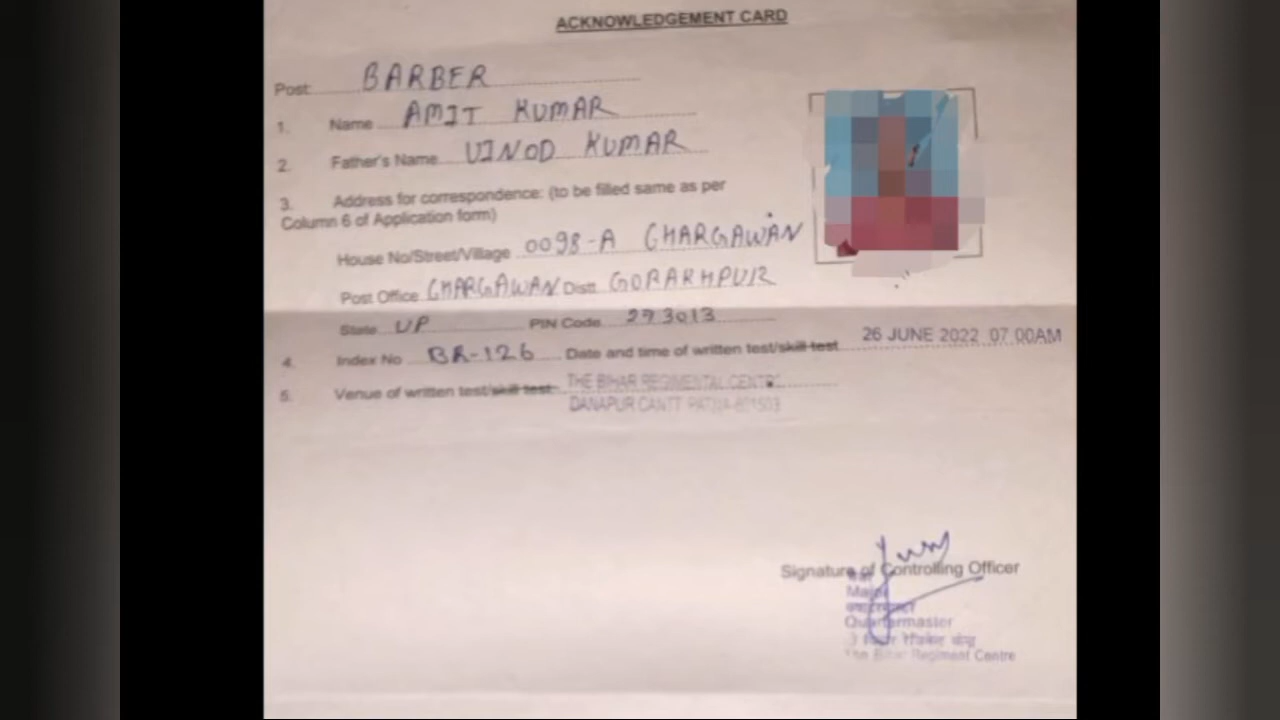 ACKNOWLEDGEMENT CARD
Post: BARBER
1. Name AMIT KUMAR
2. Father's Name VINOD KUMAR
3. Address for correspondence: (to be filled same as per
Column 6 of Application form)
House No/Street/Village 0098-A CHARGAWAN
Post Office CHARGAWAN Distt. GORAKHPUR
State UP PIN Code 273013
4. Index No BR-126 Date and time of written test/skill test 26 JUNE 2022 07.00AM
5. Venue of written test/skill test: THE BIHAR REGIMENTAL CENTRE
DANAPUR CANTT PATNA-801503
Signature of Controlling Officer
Major
Quartermaster
The Bihar Regiment Centre